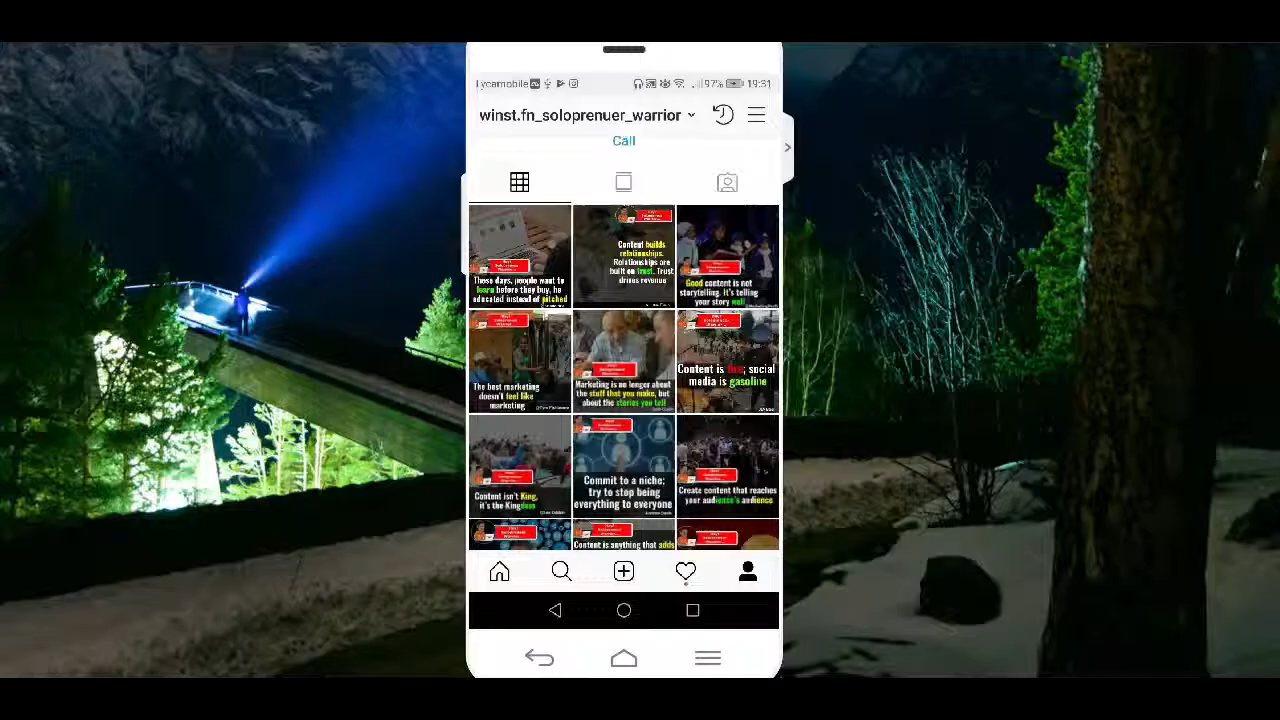 Lycamobile 97% 19:31
winst.fn_soloprenuer_warrior
Call
These days, people want to
learn before they buy, be
educated instead of pitched
Content builds
relationships.
Relationships are
built on trust. Trust
drives revenue
Good content is not
storytelling. It's telling
your story well
The best marketing
doesn't feel like
marketing
Marketing is no longer about
the stuff that you make, but
about the stories you tell
Content is fire; social
media is gasoline
Content isn't King,
it's the Kingdom
Commit to a niche;
try to stop being
everything to everyone
Create content that reaches
your audience's audience
Content is anything that adds